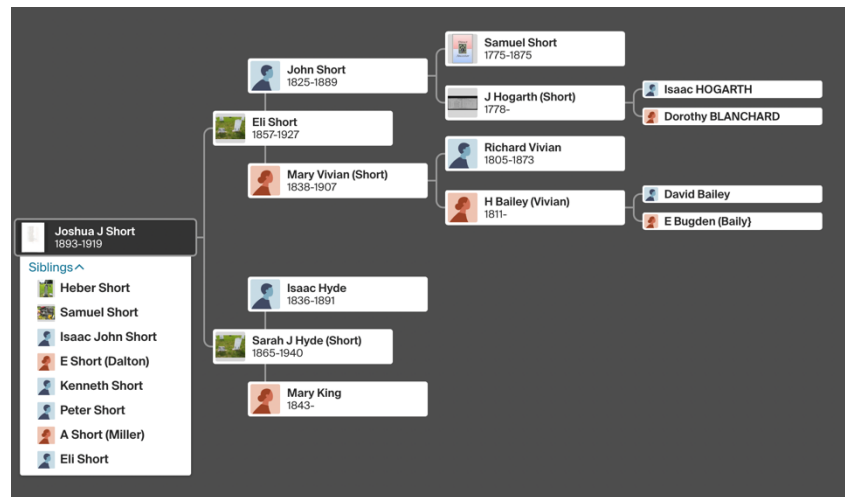 Samuel Short
1775-1875
John Short
1825-1889
J Hogarth (Short)
1778-
Isaac HOGARTH
Dorothy BLANCHARD
Eli Short
1857-1927
Richard Vivian
1805-1873
Mary Vivian (Short)
1838-1907
H Bailey (Vivian)
1811-
David Bailey
E Bugden (Baily}
Joshua J Short
1893-1919
Siblings
Heber Short
Samuel Short
Isaac John Short
E Short (Dalton)
Kenneth Short
Peter Short
A Short (Miller)
Eli Short
Isaac Hyde
1836-1891
Sarah J Hyde (Short)
1865-1940
Mary King
1843-